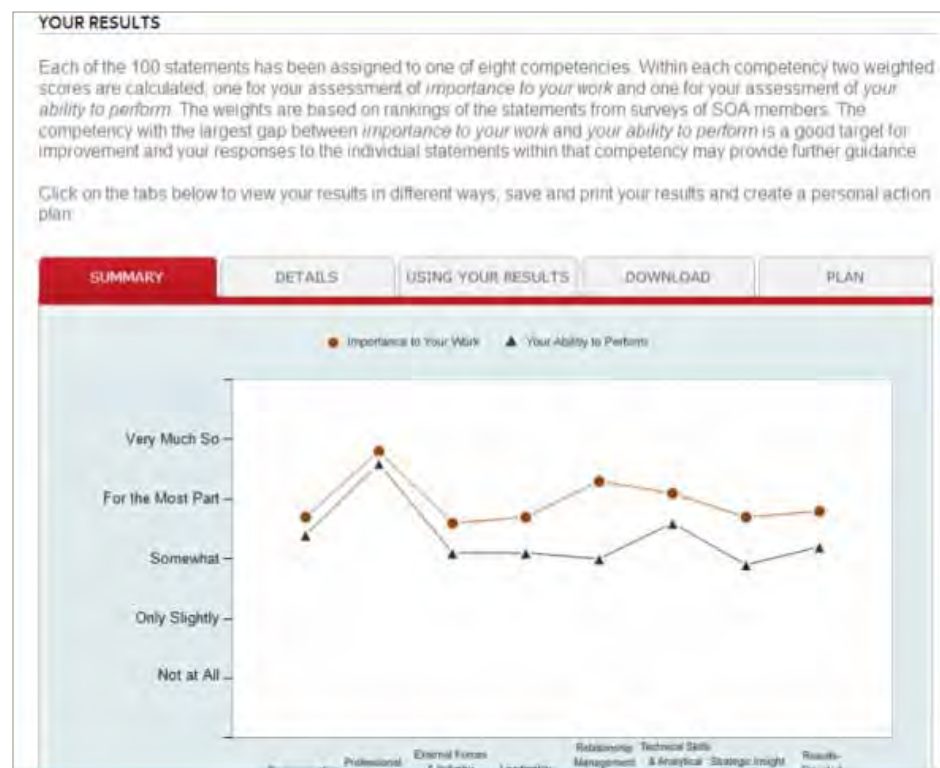 YOUR RESULTS
Each of the 100 statements has been assigned to one of eight competencies. Within each competency two weighted
scores are calculated, one for your assessment of importance to your work and one for your assessment of your
ability to perform. The weights are based on rankings of the statements from surveys of SOA members. The
competency with the largest gap between importance to your work and your ability to perform is a good target for
improvement and your responses to the individual statements within that competency may provide further guidance
Click on the tabs below to view your results in different ways, save and print your results and create a personal action
plan
SUMMARY DETAILS USING YOUR RESULTS DOWNLOAD PLAN
Importance to Your Work Your Ability to Perform
Very Much So
For the Most Part
Somewhat
Only Slightly
Not at All
Relationship Technical Skills
Professional External Forces Management & Analytical Strategic Insight Results-